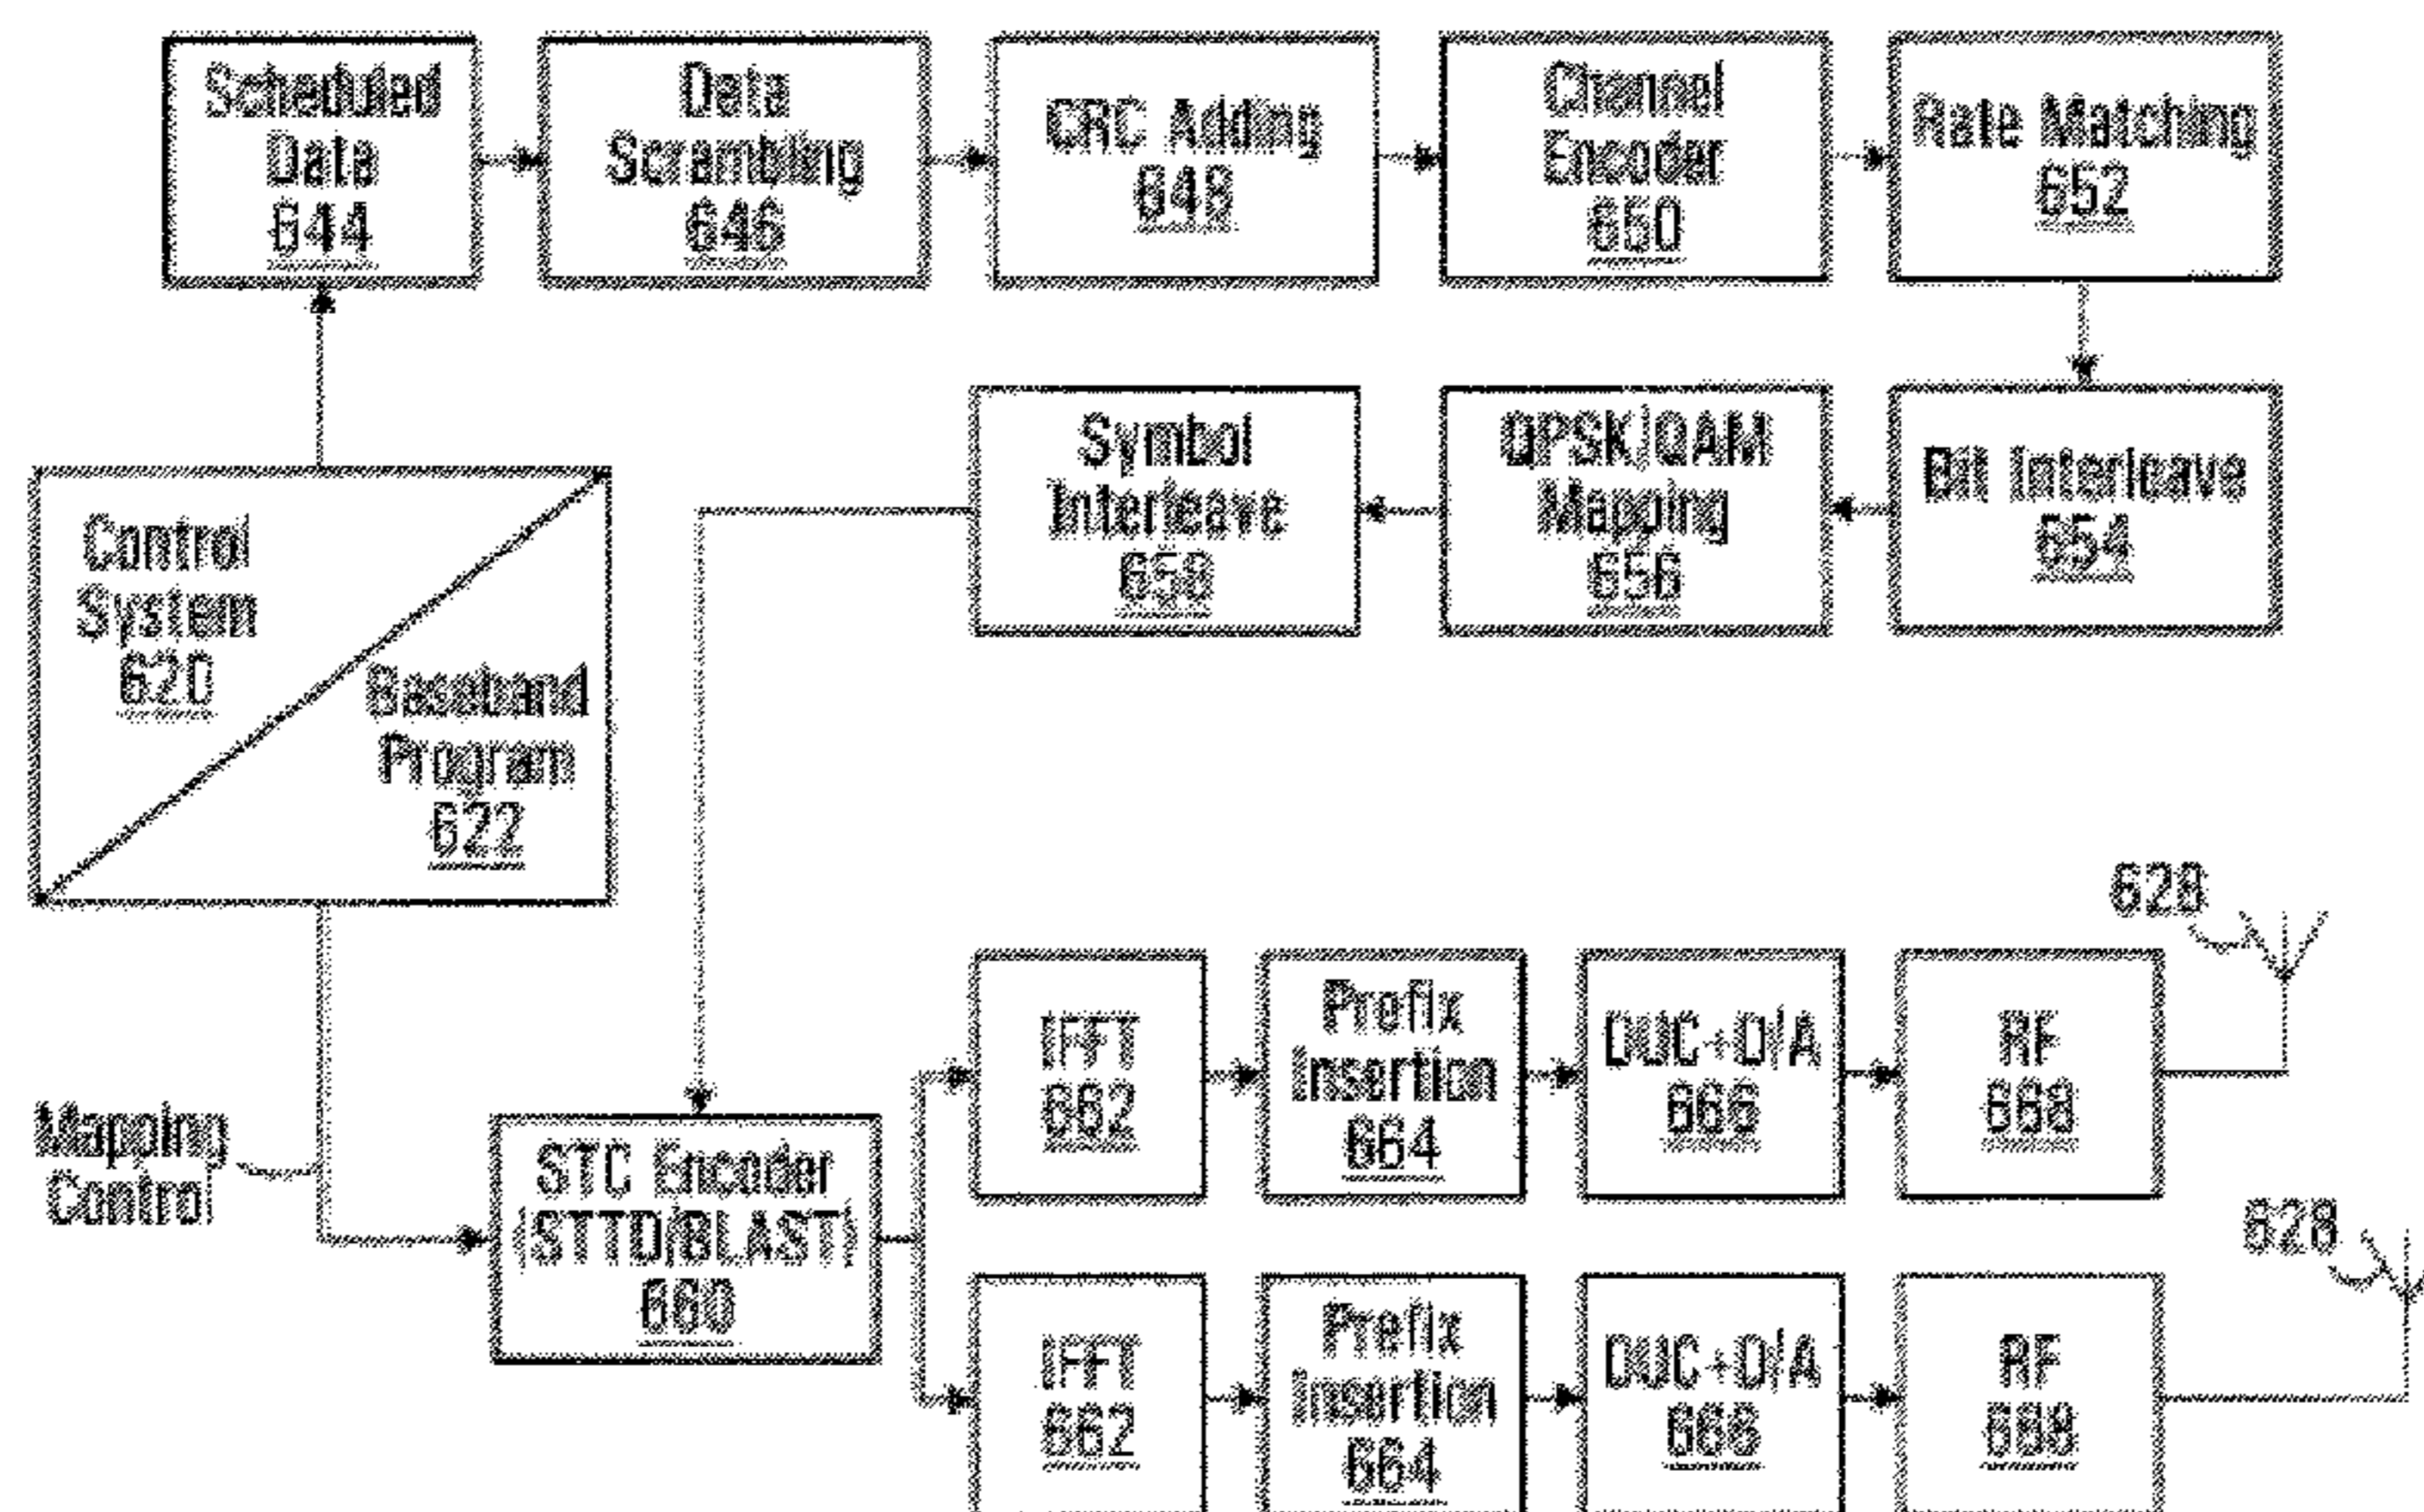 Scheduled
Data
644
Data
Scrambling
646
CRC Adding
648
Channel
Encoder
650
Rate Matching
652
Symbol
Interleave
658
QPSK/QAM
Mapping
656
Bit Interleave
654
Control
System
620
Baseband
Program
622
Mapping
Control
STC Encoder
(STTD/BLAST)
660
628
IFFT
662
Prefix
Insertion
664
DUC+D/A
666
RF
668
628
IFFT
662
Prefix
Insertion
664
DUC+D/A
666
RF
668